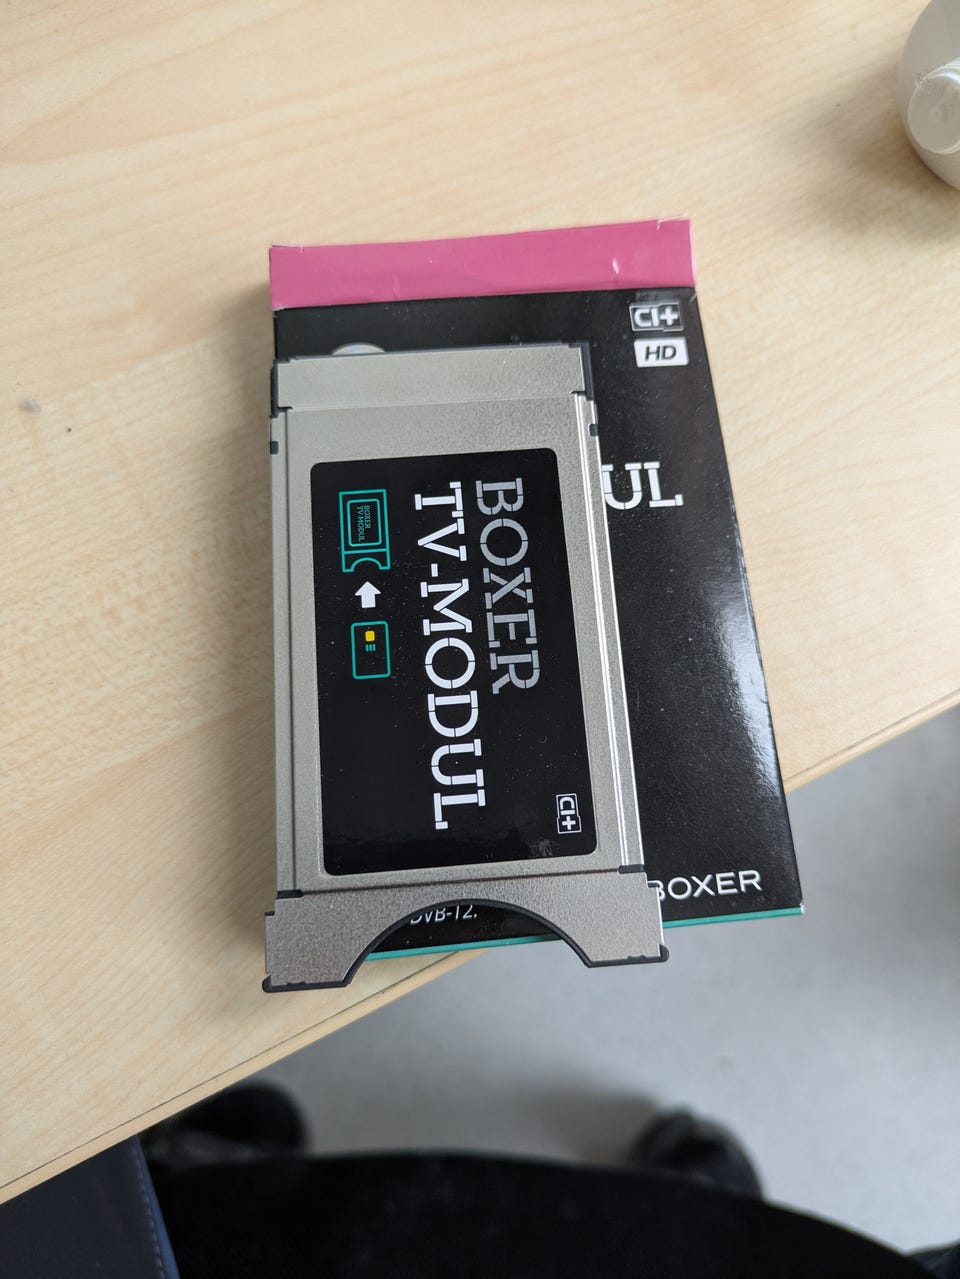 CI+
HD
UL
BOXER
TV-MODUL
BOXER
TV-MODUL
CI+
BOXER
DVB-T2.